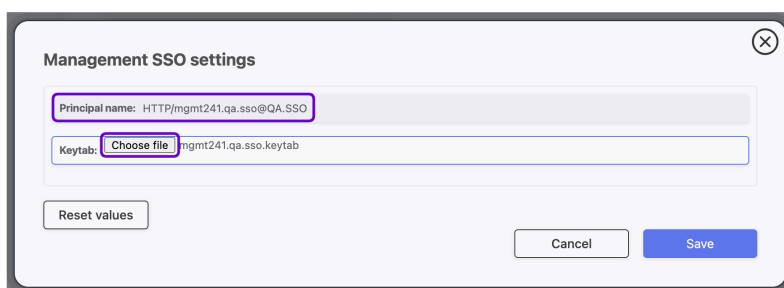 Management SSO settings
Principal name: HTTP/mgmt241.qa.sso@QA.SSO
Keytab: Choose file mgmt241.qa.sso.keytab
Reset values
Cancel Save